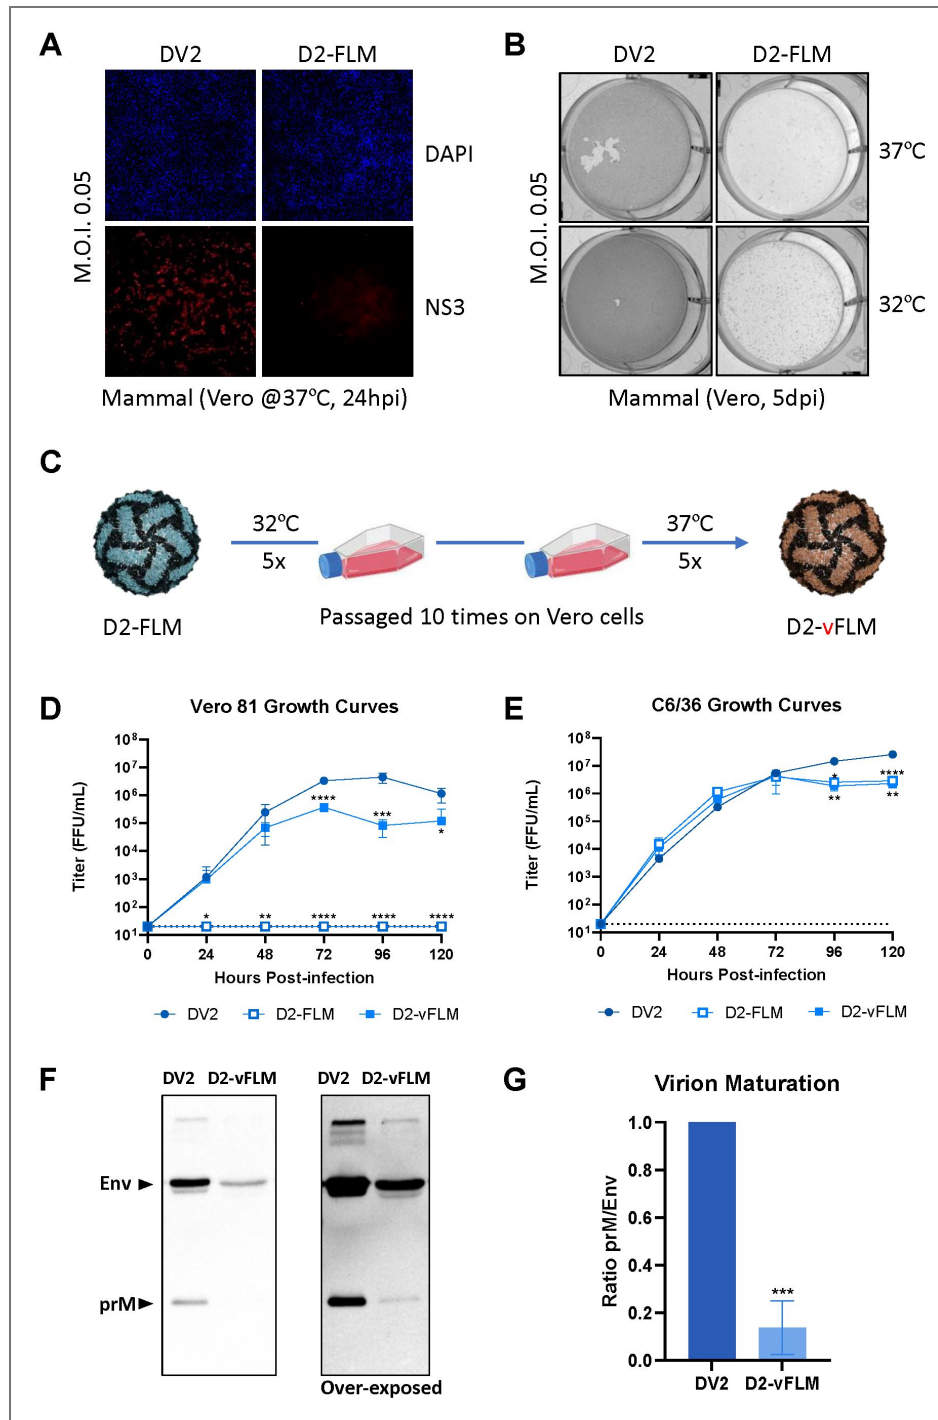 A
DV2 D2-FLM
M.O.I. 0.05
DAPI
NS3
Mammal (Vero @37ºC, 24hpi)
B
DV2 D2-FLM
M.O.I. 0.05
37ºC
32ºC
Mammal (Vero, 5dpi)
C
32ºC 37ºC
5x 5x
Passaged 10 times on Vero cells
D2-FLM D2-vFLM
D
Vero 81 Growth Curves
Titer (FFU/mL)
10⁸
10⁷
10⁶
10⁵
10⁴
10³
10²
10¹
**** *** *
* ** **** **** ****
0 24 48 72 96 120
Hours Post-infection
DV2 D2-FLM D2-vFLM
E
C6/36 Growth Curves
Titer (FFU/mL)
10⁸
10⁷
10⁶
10⁵
10⁴
10³
10²
10¹
* ****
** **
0 24 48 72 96 120
Hours Post-infection
DV2 D2-FLM D2-vFLM
F
DV2 D2-vFLM DV2 D2-vFLM
Env
prM
Over-exposed
G
Virion Maturation
Ratio prM/Env
1.0
0.8
0.6
0.4
0.2
0.0
***
DV2 D2-vFLM